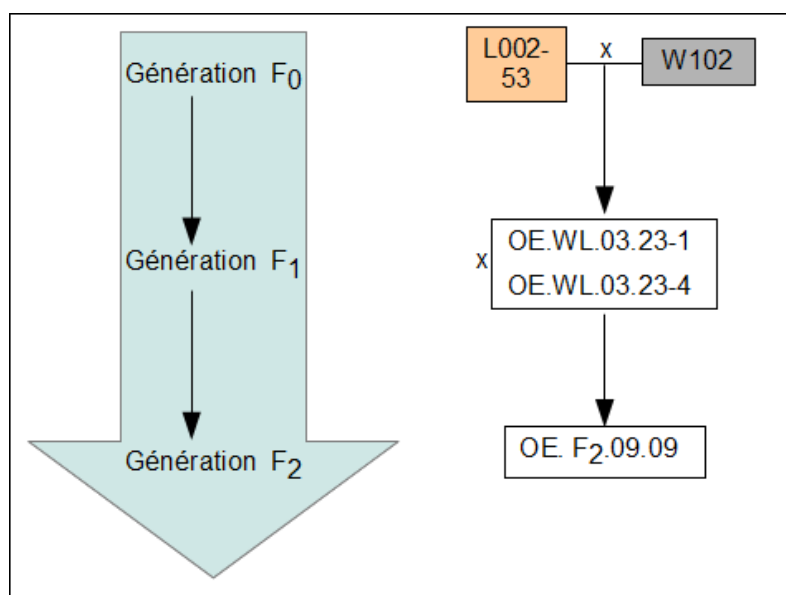 Génération F0
L002-
53
x
W102
Génération F1
x
OE.WL.03.23-1
OE.WL.03.23-4
Génération F2
OE. F2.09.09